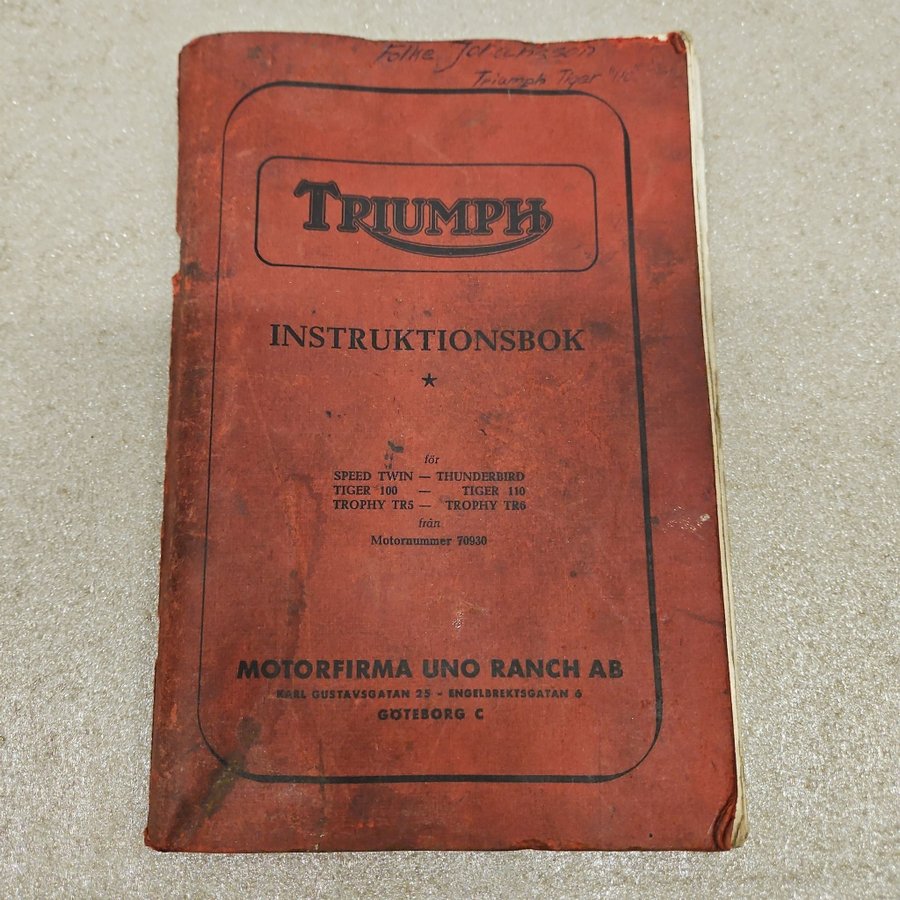 Folke
Triumph Tiger
TRIUMPH
INSTRUKTIONSBOK
för
SPEED TWIN — THUNDERBIRD
TIGER 100 — TIGER 110
TROPHY TR5 — TROPHY TR6
från
Motornummer 70930
MOTORFIRMA UNO RANCH AB
KARL GUSTAVSGATAN 25 - ENGELBREKTSGATAN 6
GÖTEBORG C